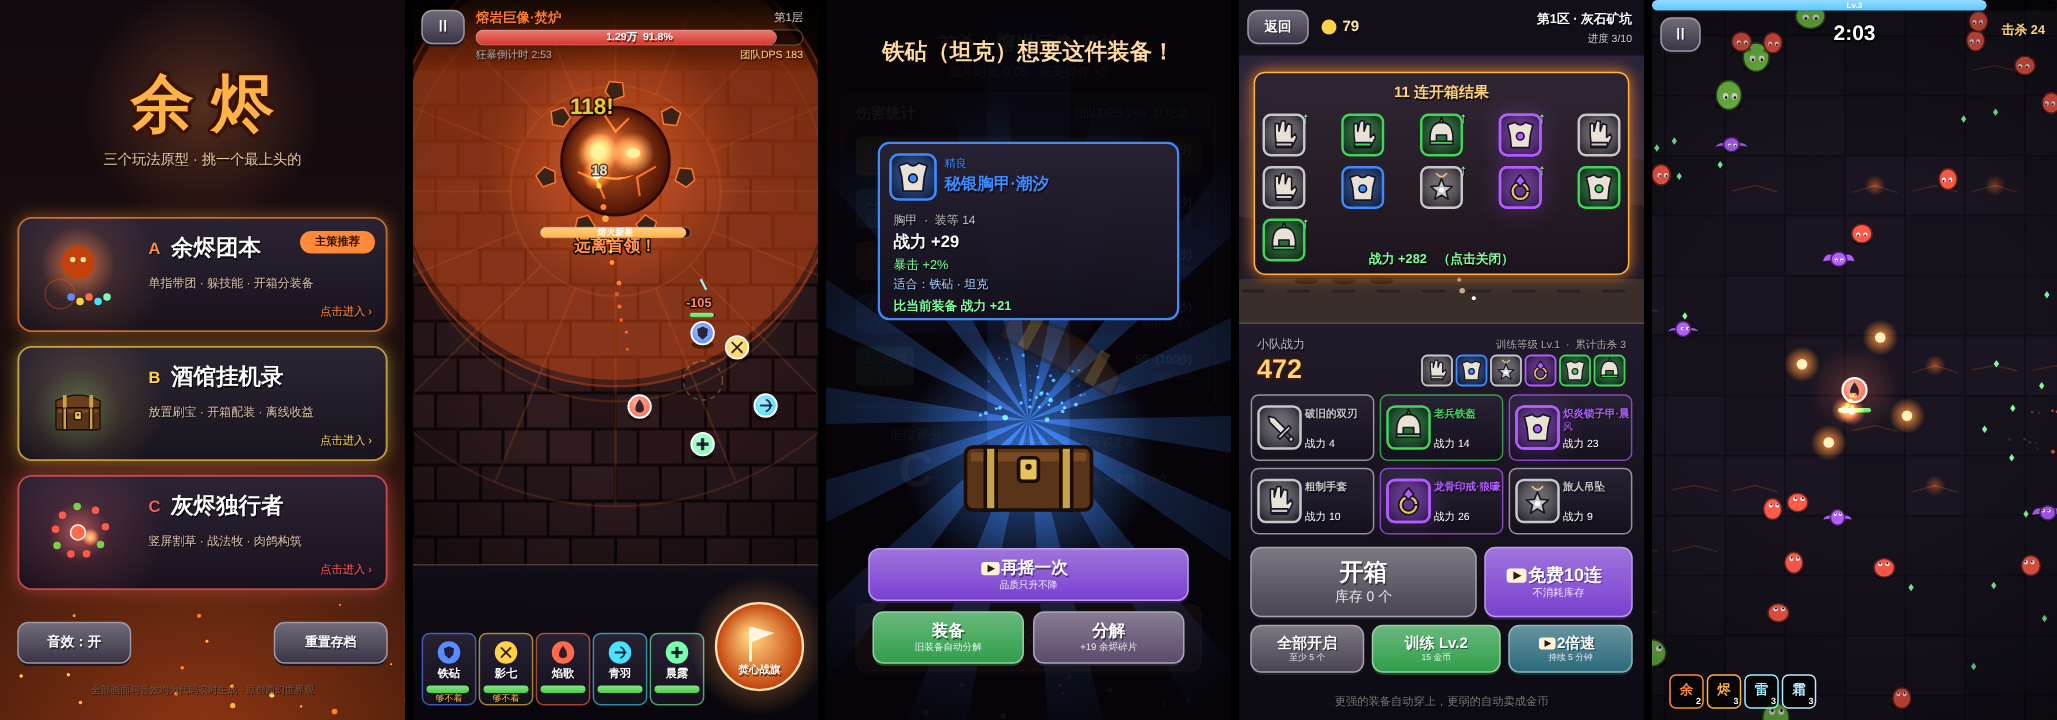 余烬
三个玩法原型 · 挑一个最上头的
A 余烬团本
主策推荐
单指带团 · 躲技能 · 开箱分装备
点击进入 ›
B 酒馆挂机录
放置刷宝 · 开箱配装 · 离线收益
点击进入 ›
C 灰烬独行者
竖屏割草 · 战法牧 · 肉鸽构筑
点击进入 ›
音效：开
重置存档
II
熔岩巨像·焚炉
第1层
1.29万 91.8%
狂暴倒计时 2:53
团队DPS 183
118!
18
熔火新星
远离首领！
-105
铁砧
影七
焰歌
青羽
晨露
够不着
够不着
焚心战旗
铁砧（坦克）想要这件装备！
精良
秘银胸甲·潮汐
胸甲 · 装等 14
战力 +29
暴击 +2%
适合：铁砧 · 坦克
比当前装备 战力 +21
再摇一次
品质只升不降
装备
旧装备自动分解
分解
+19 余烬碎片
返回
79
第1区 · 灰石矿坑
进度 3/10
11 连开箱结果
战力 +282 （点击关闭）
小队战力
472
训练等级 Lv.1 · 累计击杀 3
破旧的双刃
战力 4
老兵铁盔
战力 14
炽炎锁子甲·晨风
战力 23
粗制手套
战力 10
龙骨印戒·狼嚎
战力 26
旅人吊坠
战力 9
开箱
库存 0 个
免费10连
不消耗库存
全部开启
至少 5 个
训练 Lv.2
15 金币
2倍速
持续 5 分钟
更强的装备自动穿上，更弱的自动卖成金币
Lv.3
II
2:03
击杀 24
余 2
烬 3
雷 3
霜 3